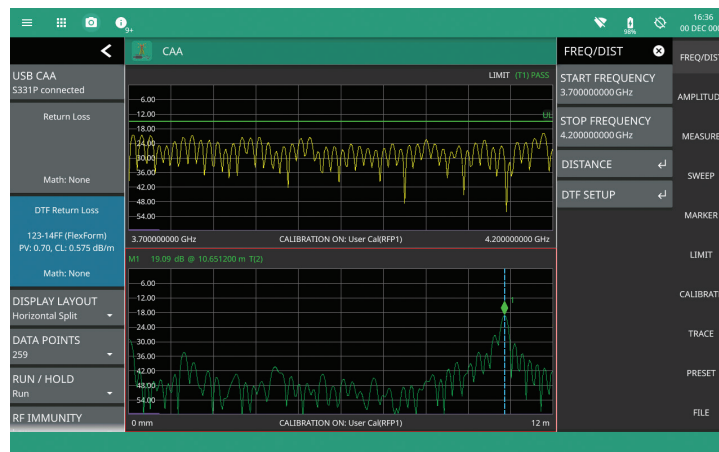 9+
98%
16:36
00 DEC 000
USB CAA
S331P connected
Return Loss
Math: None
DTF Return Loss
123-14FF (FlexForm)
PV: 0.70, CL: 0.575 dB/m
Math: None
DISPLAY LAYOUT
Horizontal Split
DATA POINTS
259
RUN / HOLD
Run
RF IMMUNITY
CAA
LIMIT (T1) PASS
6.00
12.00
UL
18.00
24.00
30.00
36.00
42.00
48.00
54.00
3.700000000 GHz
CALIBRATION ON: User Cal(RFP1)
4.200000000 GHz
M1 19.09 dB @ 10.651200 m T(2)
6.00
12.00
1
18.00
24.00
30.00
36.00
42.00
48.00
54.00
0 mm
CALIBRATION ON: User Cal(RFP1)
12 m
FREQ/DIST
START FREQUENCY
3.700000000 GHz
STOP FREQUENCY
4.200000000 GHz
DISTANCE
DTF SETUP
FREQ/DIST
AMPLITUD
MEASURE
SWEEP
MARKER
LIMIT
CALIBRAT
TRACE
PRESET
FILE